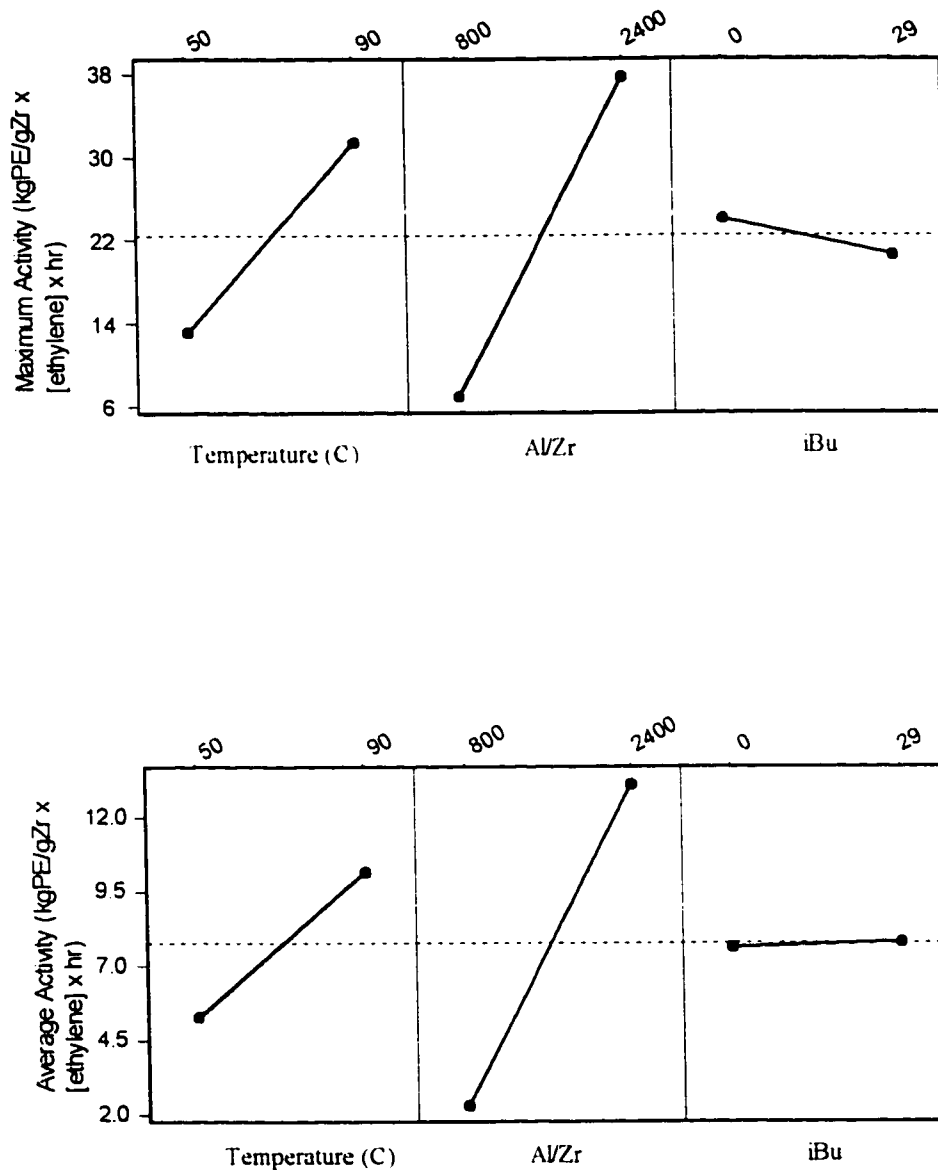 50 90 800 2400 0 29
38
30
22
14
6
Maximum Activity (kgPE/gZr x
[ethylene] x hr)
Temperature (C) Al/Zr iBu
50 90 800 2400 0 29
12.0
9.5
7.0
4.5
2.0
Average Activity (kgPE/gZr x
[ethylene] x hr)
Temperature (C) Al/Zr iBu